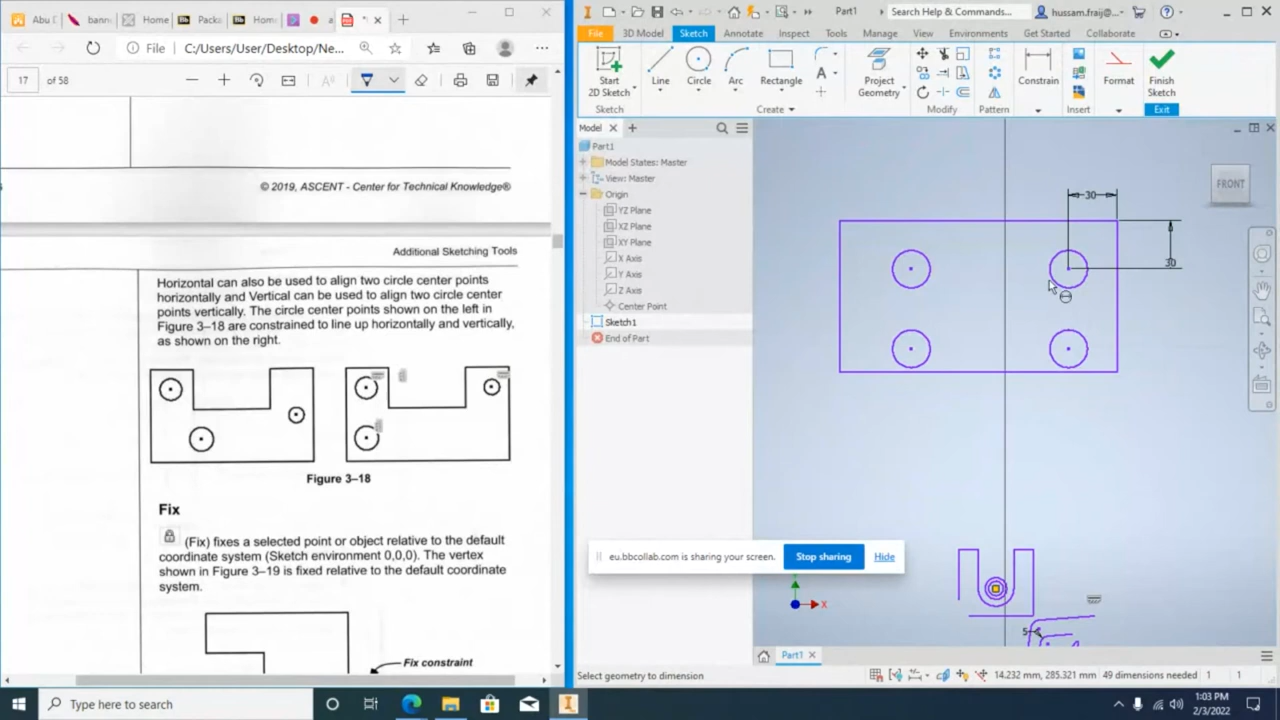 Abu D
bann
Home
Packa
Hom
a
File
C:/Users/User/Desktop/Ne...
17
of 58
© 2019, ASCENT - Center for Technical Knowledge®
Additional Sketching Tools
Horizontal can also be used to align two circle center points
horizontally and Vertical can be used to align two circle center
points vertically. The circle center points shown on the left in
Figure 3–18 are constrained to line up horizontally and vertically,
as shown on the right.
Figure 3–18
Fix
(Fix) fixes a selected point or object relative to the default
coordinate system (Sketch environment 0,0,0). The vertex
shown in Figure 3–19 is fixed relative to the default coordinate
system.
Fix constraint
Part1
Search Help & Commands...
hussam.fraij@...
File
3D Model
Sketch
Annotate
Inspect
Tools
Manage
View
Environments
Get Started
Collaborate
Start
2D Sketch
Line
Circle
Arc
Rectangle
Project
Geometry
Constrain
Format
Finish
Sketch
Sketch
Create
Modify
Pattern
Insert
Exit
Model
Part1
Model States: Master
View: Master
Origin
YZ Plane
XZ Plane
XY Plane
X Axis
Y Axis
Z Axis
Center Point
Sketch1
End of Part
FRONT
30
30
eu.bbcollab.com is sharing your screen.
Stop sharing
Hide
X
5
Part1
Select geometry to dimension
14.232 mm, 285.321 mm
49 dimensions needed
1
1
Type here to search
1:03 PM
2/3/2022